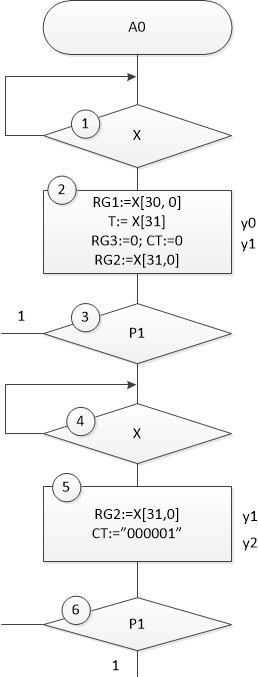 A0
1
X
2
RG1:=X[30, 0]
T:= X[31]
y0
RG3:=0; CT:=0
y1
RG2:=X[31,0]
3
1
P1
4
X
5
RG2:=X[31,0]
y1
CT:=”000001”
y2
6
P1
1